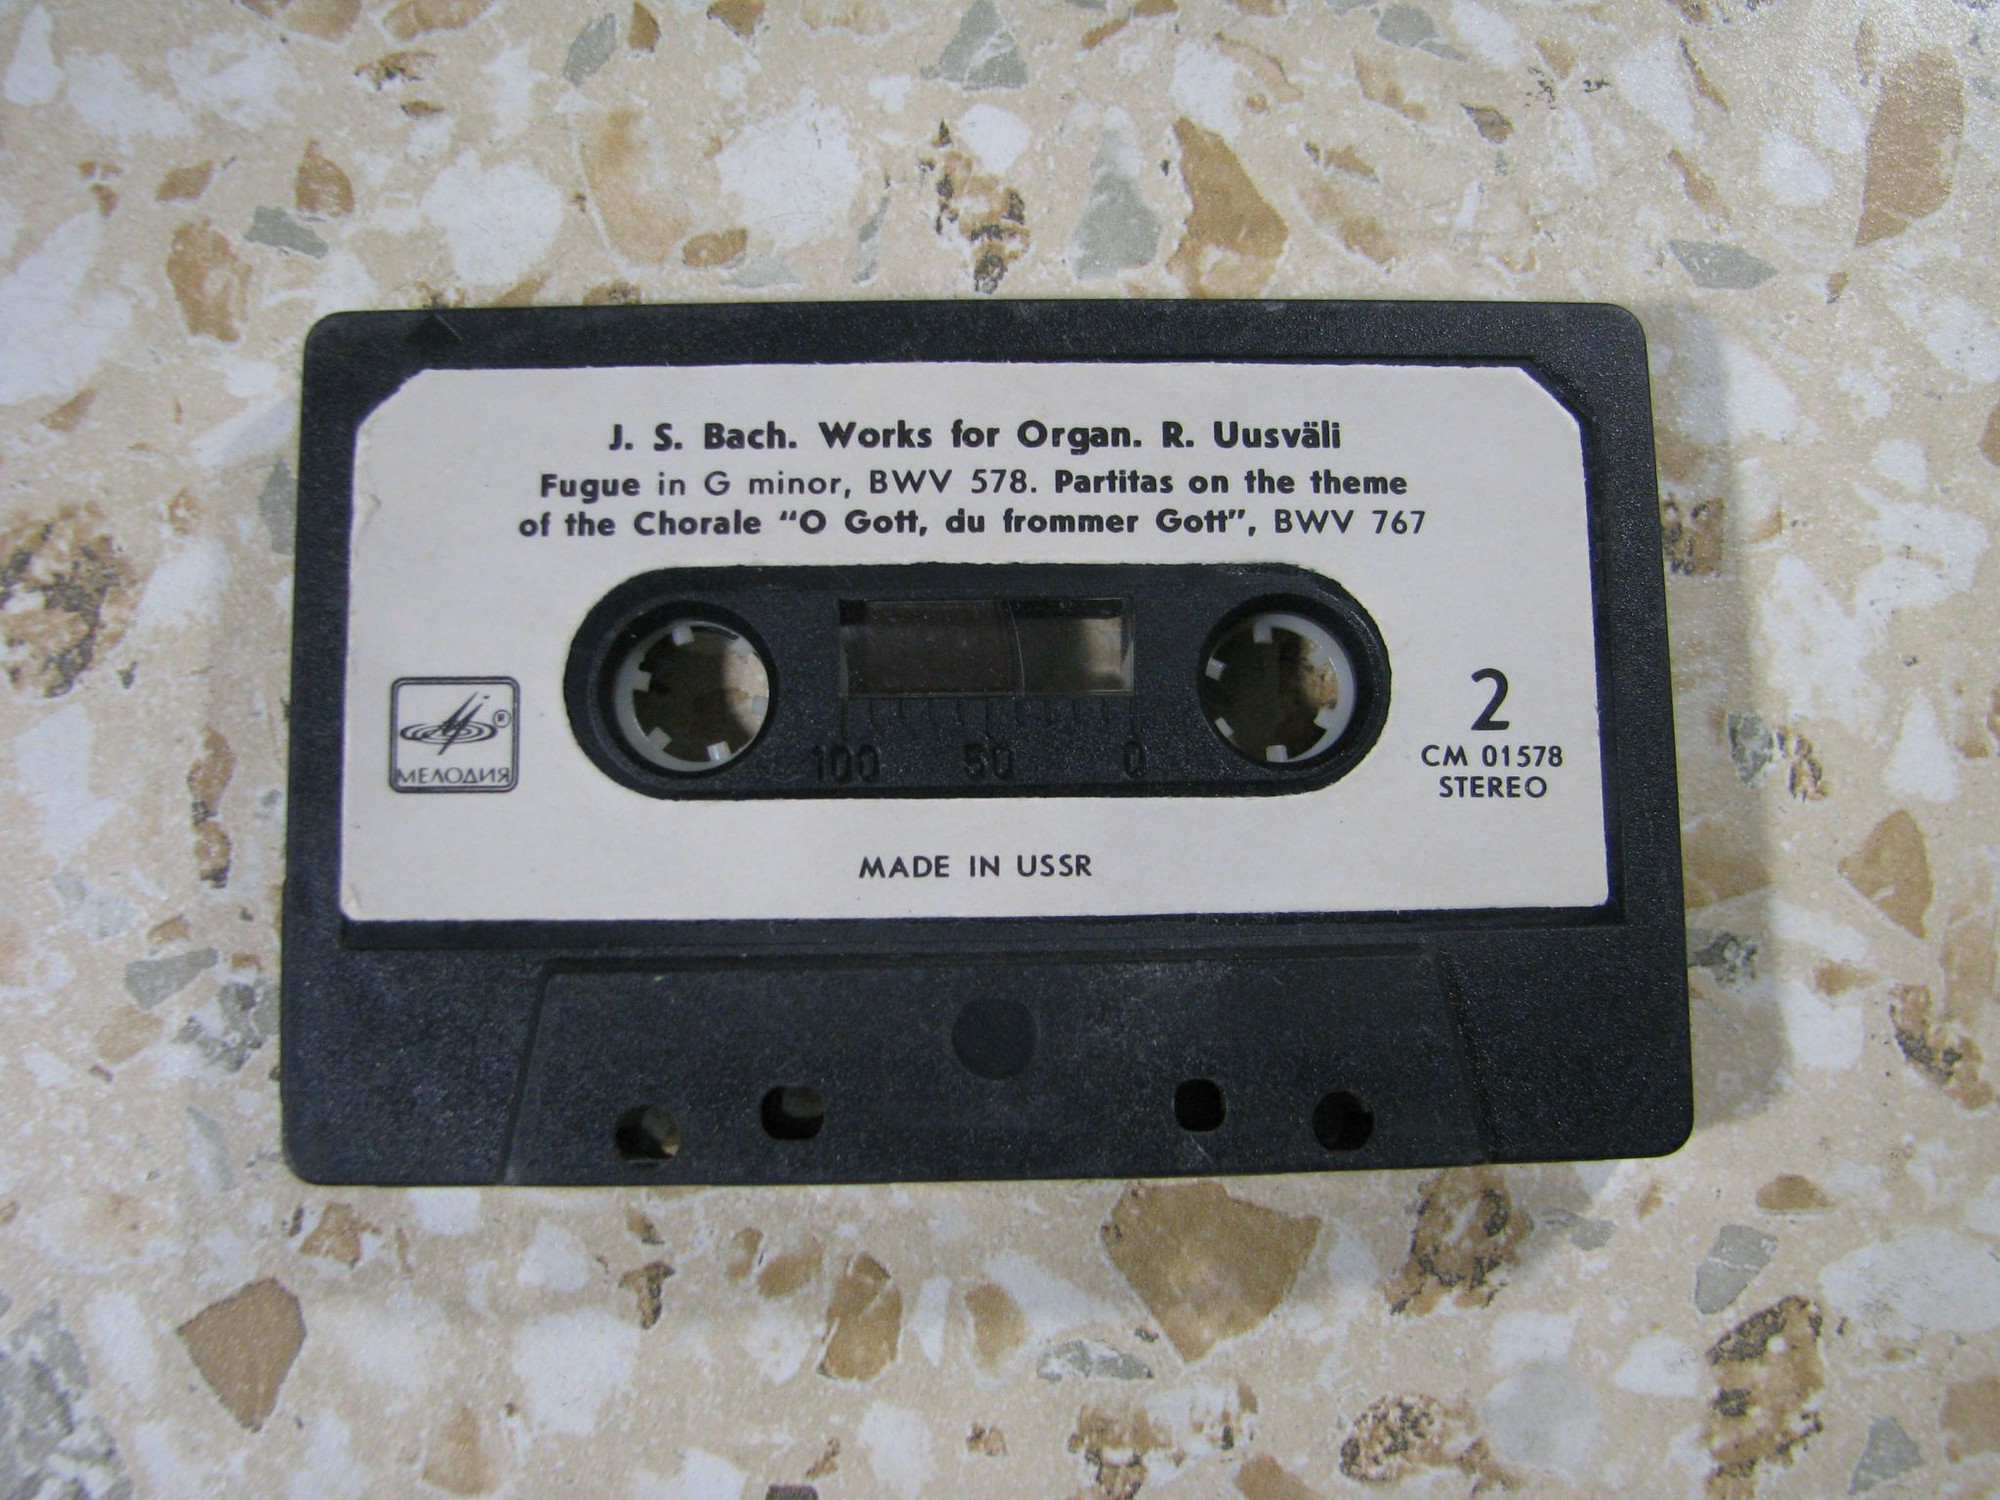 J. S. Bach. Works for Organ. R. Uusväli
Fugue in G minor, BWV 578. Partitas on the theme
of the Chorale “O Gott, du frommer Gott”, BWV 767
®
МЕЛОДИЯ
100 50 0
2
CM 01578
STEREO
MADE IN USSR